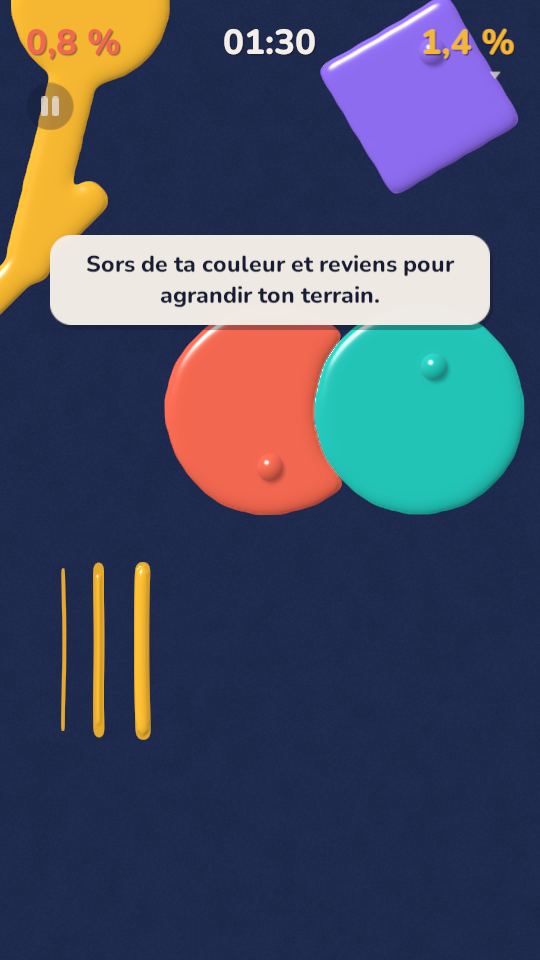 0,8 %
01:30
1,4 %
Sors de ta couleur et reviens pour
agrandir ton terrain.